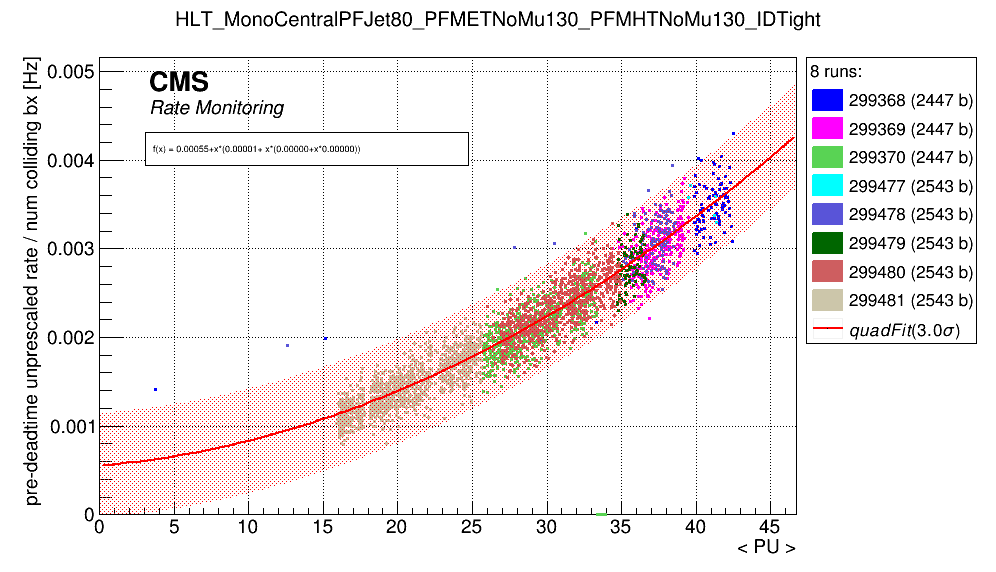 HLT_MonoCentralPFJet80_PFMETNoMu130_PFMHTNoMu130_IDTight
pre-deadtime unprescaled rate / num colliding bx [Hz]
0.005
0.004
0.003
0.002
0.001
0
CMS
Rate Monitoring
f(x) = 0.00055+x*(0.00001+ x*(0.00000+x*0.00000))
0 5 10 15 20 25 30 35 40 45
< PU >
8 runs:
299368 (2447 b)
299369 (2447 b)
299370 (2447 b)
299477 (2543 b)
299478 (2543 b)
299479 (2543 b)
299480 (2543 b)
299481 (2543 b)
quadFit(3.0σ)